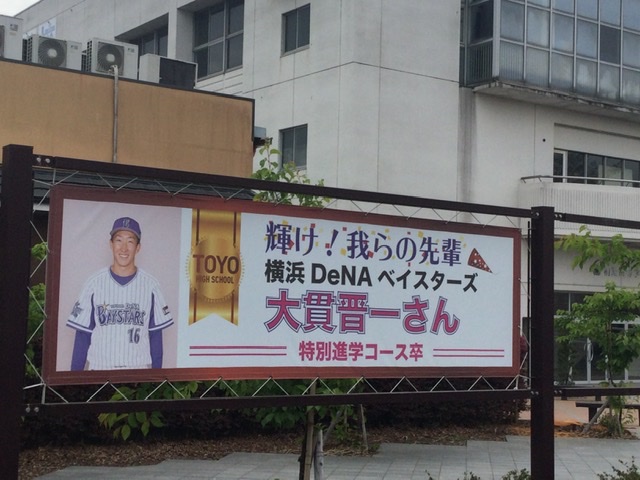 輝け!我らの先輩
横浜 DeNA ベイスターズ
大貫晋一さん
特別進学コース卒
TOYO
HIGH SCHOOL
BAYSTARS
16